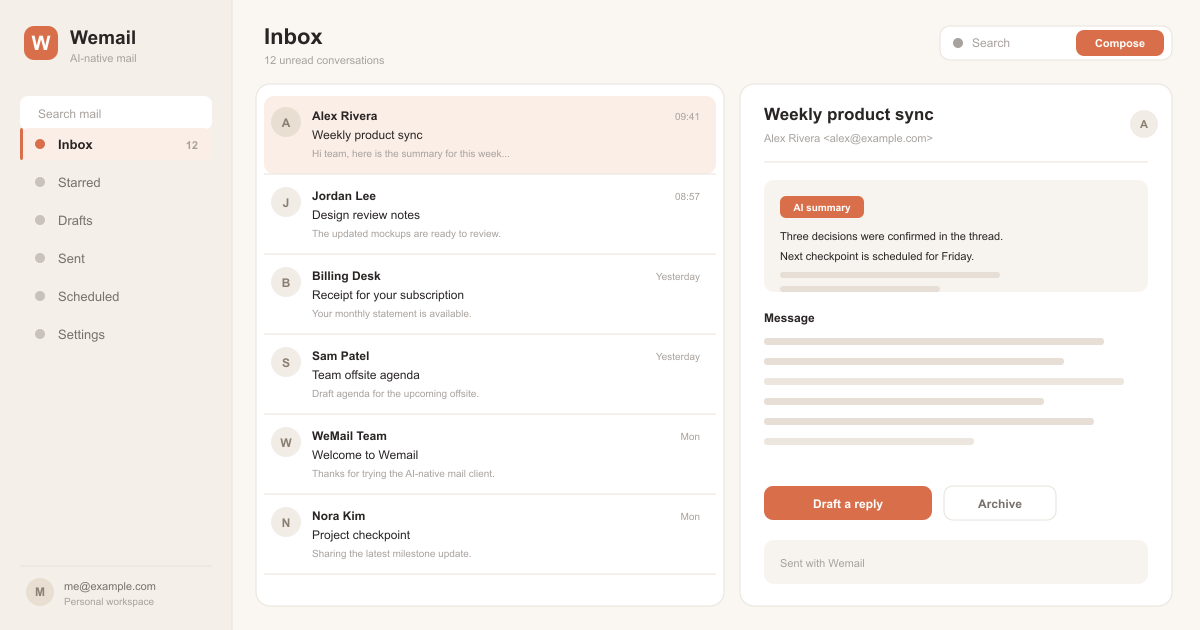 W
Wemail
AI-native mail
Search mail
Inbox 12
Starred
Drafts
Sent
Scheduled
Settings
M
me@example.com
Personal workspace
Inbox
12 unread conversations
Search
Compose
A
Alex Rivera 09:41
Weekly product sync
Hi team, here is the summary for this week...
J
Jordan Lee 08:57
Design review notes
The updated mockups are ready to review.
B
Billing Desk Yesterday
Receipt for your subscription
Your monthly statement is available.
S
Sam Patel Yesterday
Team offsite agenda
Draft agenda for the upcoming offsite.
W
WeMail Team Mon
Welcome to Wemail
Thanks for trying the AI-native mail client.
N
Nora Kim Mon
Project checkpoint
Sharing the latest milestone update.
Weekly product sync
Alex Rivera <alex@example.com>
A
AI summary
Three decisions were confirmed in the thread.
Next checkpoint is scheduled for Friday.
Message
Draft a reply
Archive
Sent with Wemail